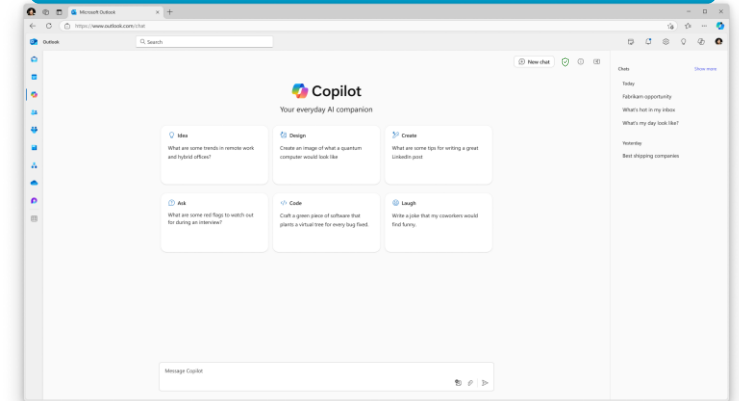 Microsoft Outlook
https://www.outlook.com/chat
Outlook
Search
New chat
Copilot
Your everyday AI companion
Idea
What are some trends in remote work
and hybrid offices?
Design
Create an image of what a quantum
computer would look like
Create
What are some tips for writing a great
LinkedIn post
Ask
What are some red flags to watch out
for during an interview?
Code
Craft a green piece of software that
plants a virtual tree for every bug fixed.
Laugh
Write a joke that my coworkers would
find funny.
Message Copilot
Chats
Show more
Today
Fabrikam opportunity
What's hot in my inbox
What's my day look like?
Yesterday
Best shipping companies